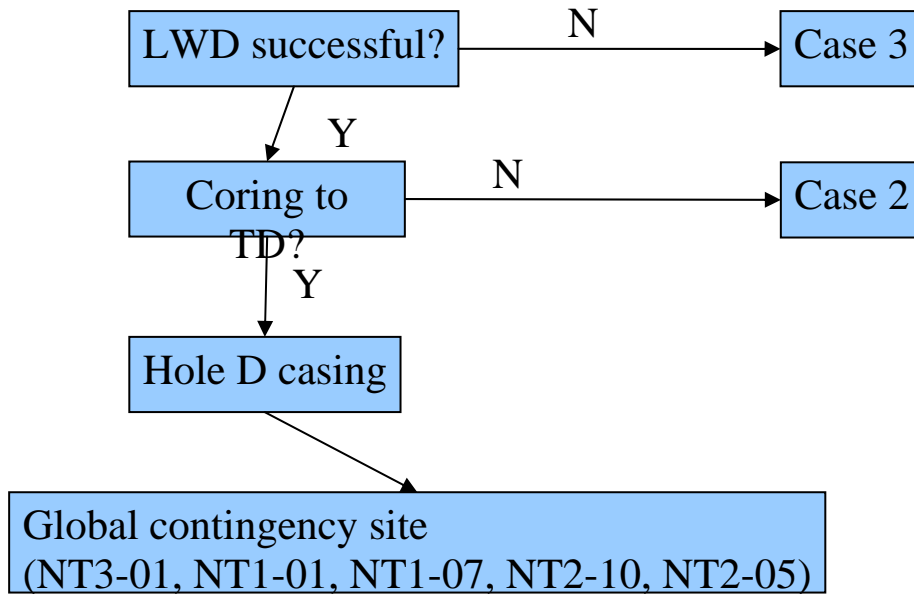 LWD successful?
N
Case 3
Y
Coring to
TD?
N
Case 2
Y
Hole D casing
Global contingency site
(NT3-01, NT1-01, NT1-07, NT2-10, NT2-05)